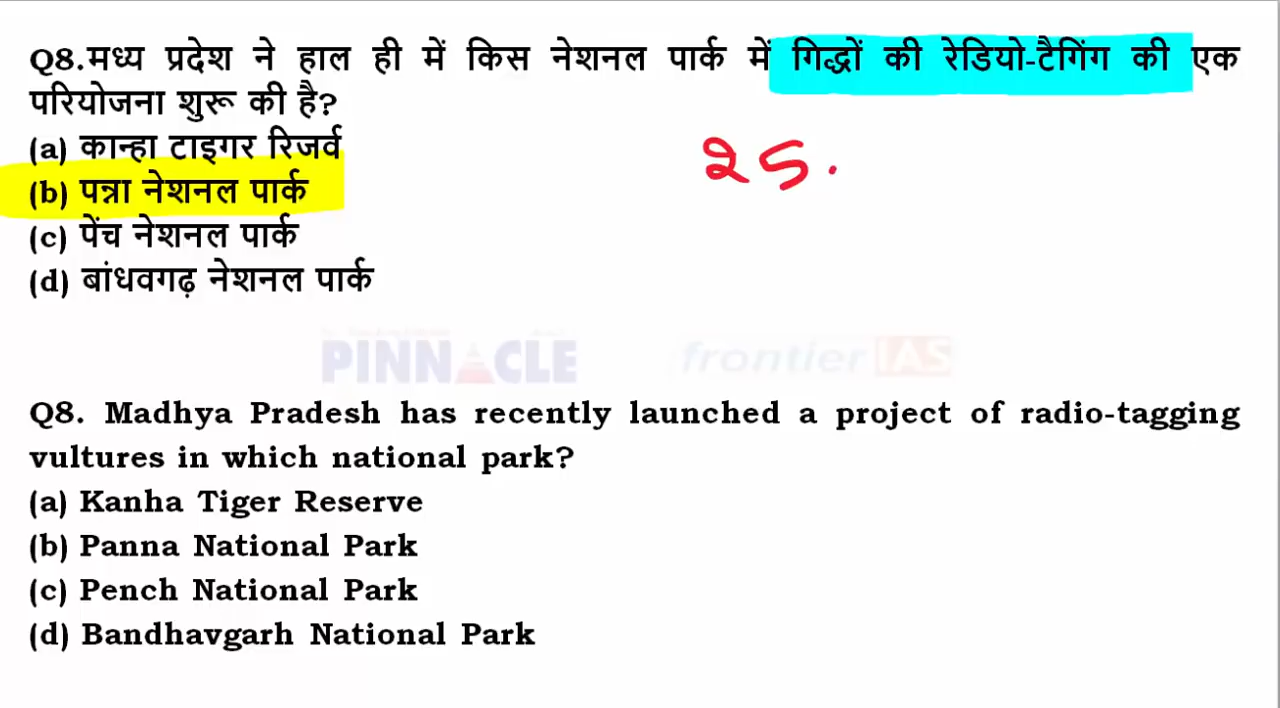 Q8.मध्य प्रदेश ने हाल ही में किस नेशनल पार्क में गिद्धों की रेडियो-टैगिंग की एक
परियोजना शुरू की है?
(a) कान्हा टाइगर रिजर्व
(b) पन्ना नेशनल पार्क
(c) पेंच नेशनल पार्क
(d) बांधवगढ़ नेशनल पार्क
25.
PINNACLE frontier IAS
Q8. Madhya Pradesh has recently launched a project of radio-tagging
vultures in which national park?
(a) Kanha Tiger Reserve
(b) Panna National Park
(c) Pench National Park
(d) Bandhavgarh National Park